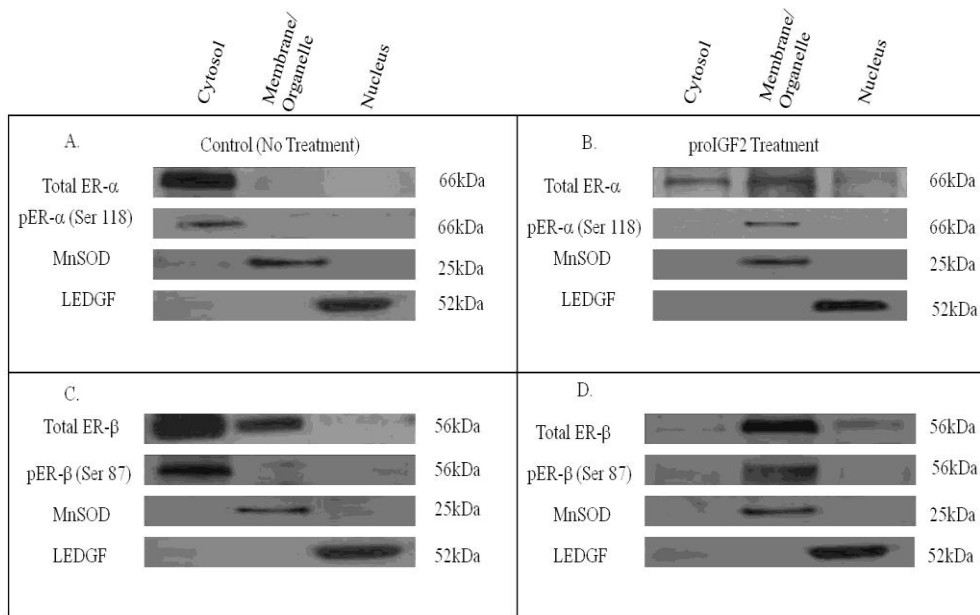 Cytosol
Membrane/
Organelle
Nucleus
Cytosol
Membrane/
Organelle
Nucleus
A.
Control (No Treatment)
Total ER-α
66kDa
pER-α (Ser 118)
66kDa
MnSOD
25kDa
LEDGF
52kDa
B.
proIGF2 Treatment
Total ER-α
66kDa
pER-α (Ser 118)
66kDa
MnSOD
25kDa
LEDGF
52kDa
C.
Total ER-β
56kDa
pER-β (Ser 87)
56kDa
MnSOD
25kDa
LEDGF
52kDa
D.
Total ER-β
56kDa
pER-β (Ser 87)
56kDa
MnSOD
25kDa
LEDGF
52kDa